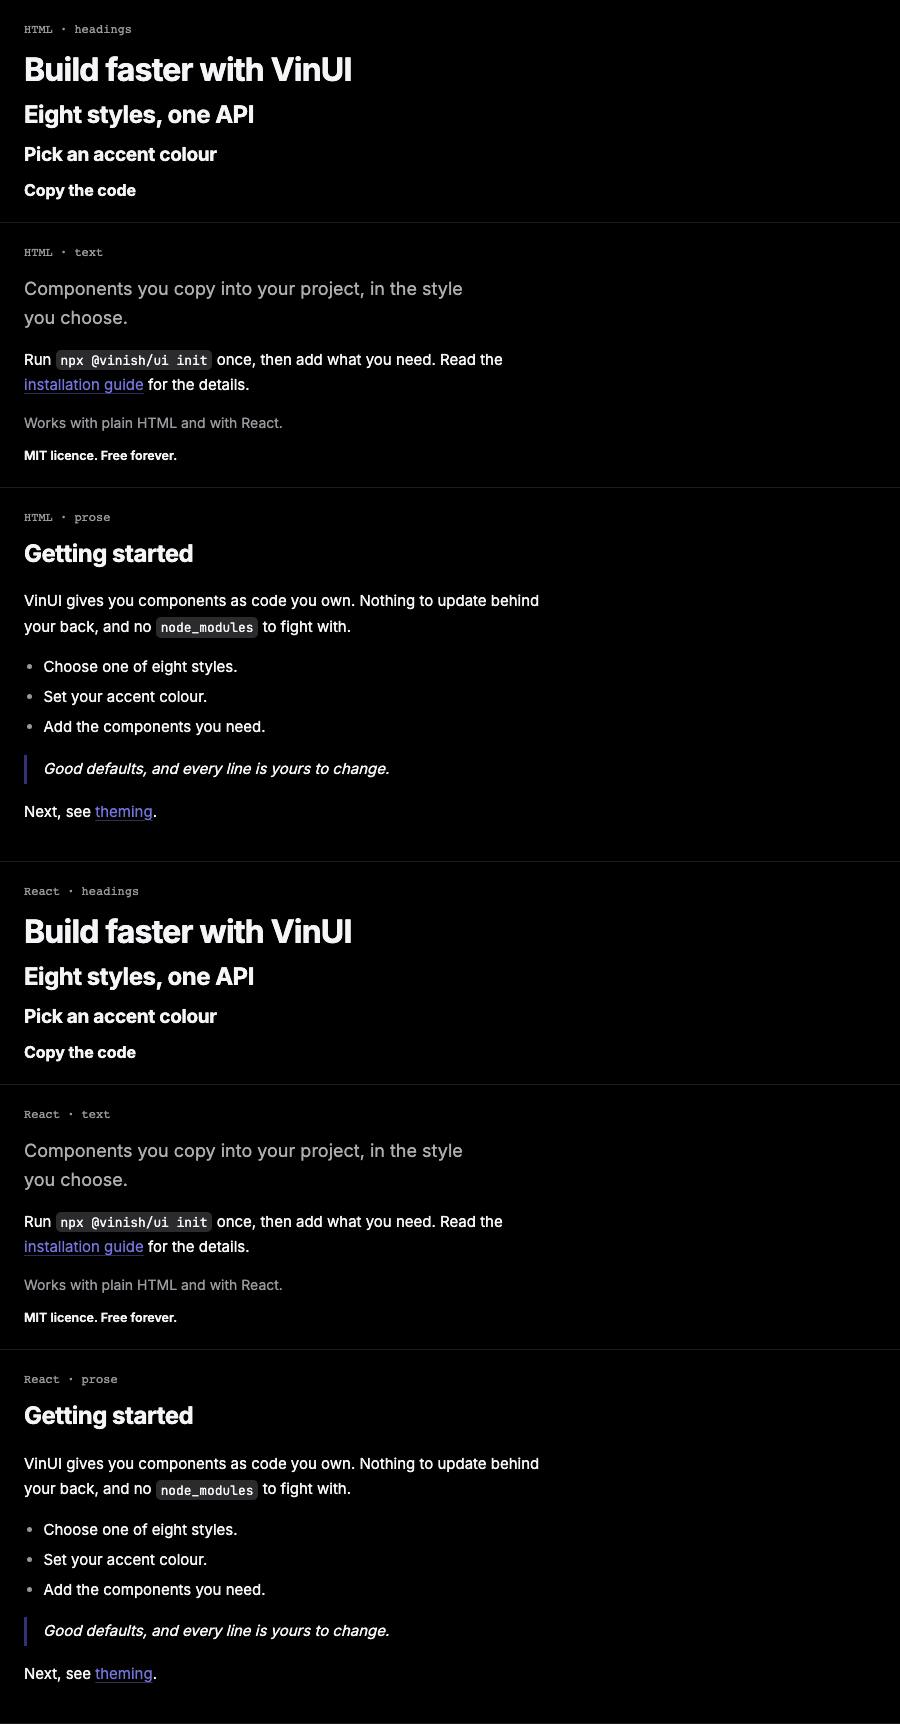 HTML · headings
Build faster with VinUI
Eight styles, one API
Pick an accent colour
Copy the code
HTML · text
Components you copy into your project, in the style
you choose.
Run npx @vinish/ui init once, then add what you need. Read the
installation guide for the details.
Works with plain HTML and with React.
MIT licence. Free forever.
HTML · prose
Getting started
VinUI gives you components as code you own. Nothing to update behind
your back, and no node_modules to fight with.
• Choose one of eight styles.
• Set your accent colour.
• Add the components you need.
Good defaults, and every line is yours to change.
Next, see theming.
React · headings
Build faster with VinUI
Eight styles, one API
Pick an accent colour
Copy the code
React · text
Components you copy into your project, in the style
you choose.
Run npx @vinish/ui init once, then add what you need. Read the
installation guide for the details.
Works with plain HTML and with React.
MIT licence. Free forever.
React · prose
Getting started
VinUI gives you components as code you own. Nothing to update behind
your back, and no node_modules to fight with.
• Choose one of eight styles.
• Set your accent colour.
• Add the components you need.
Good defaults, and every line is yours to change.
Next, see theming.